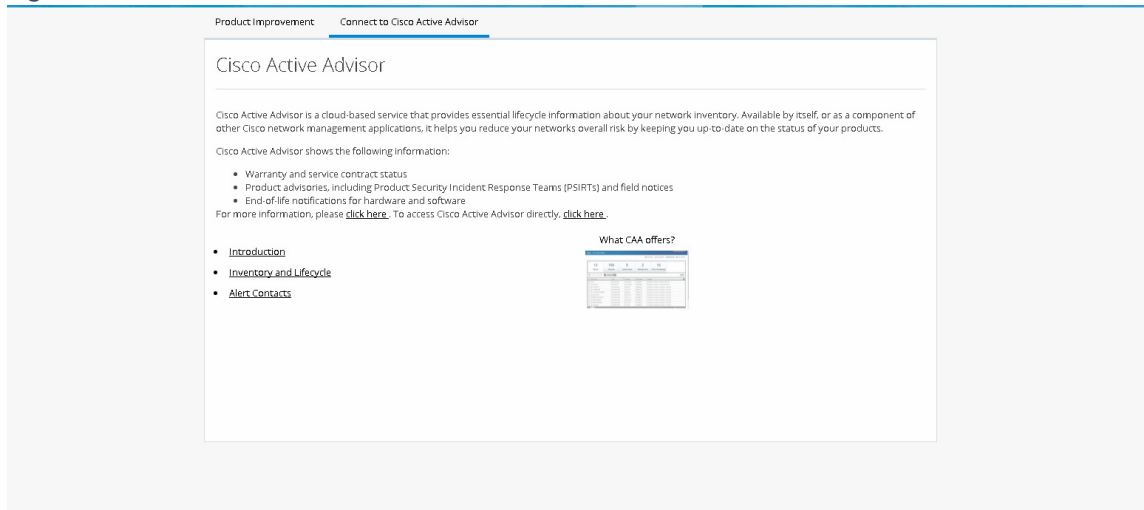 Product Improvement
Connect to Cisco Active Advisor
Cisco Active Advisor
Cisco Active Advisor is a cloud-based service that provides essential lifecycle information about your network inventory. Available by itself, or as a component of
other Cisco network management applications, it helps you reduce your networks overall risk by keeping you up-to-date on the status of your products.
Cisco Active Advisor shows the following information:
• Warranty and service contract status
• Product advisories, including Product Security Incident Response Teams (PSIRTs) and field notices
• End-of-life notifications for hardware and software
For more information, please click here . To access Cisco Active Advisor directly, click here .
What CAA offers?
• Introduction
• Inventory and Lifecycle
• Alert Contacts